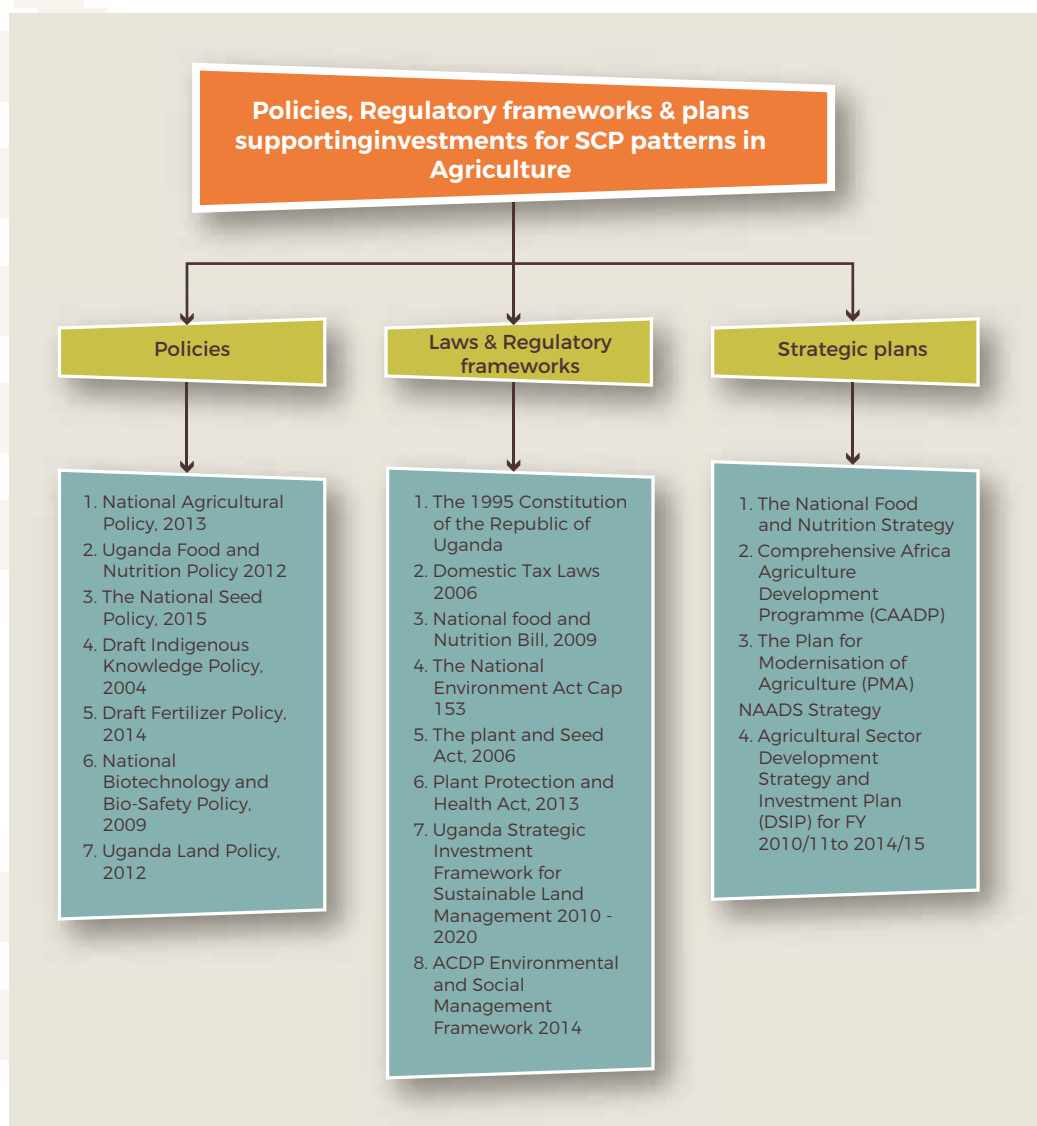 Policies, Regulatory frameworks & plans
supportinginvestments for SCP patterns in
Agriculture
Policies
Laws & Regulatory
frameworks
Strategic plans
1. National Agricultural
Policy, 2013
2. Uganda Food and
Nutrition Policy 2012
3. The National Seed
Policy, 2015
4. Draft Indigenous
Knowledge Policy,
2004
5. Draft Fertilizer Policy,
2014
6. National
Biotechnology and
Bio-Safety Policy,
2009
7. Uganda Land Policy,
2012
1. The 1995 Constitution
of the Republic of
Uganda
2. Domestic Tax Laws
2006
3. National food and
Nutrition Bill, 2009
4. The National
Environment Act Cap
153
5. The plant and Seed
Act, 2006
6. Plant Protection and
Health Act, 2013
7. Uganda Strategic
Investment
Framework for
Sustainable Land
Management 2010 -
2020
8. ACDP Environmental
and Social
Management
Framework 2014
1. The National Food
and Nutrition Strategy
2. Comprehensive Africa
Agriculture
Development
Programme (CAADP)
3. The Plan for
Modernisation of
Agriculture (PMA)
NAADS Strategy
4. Agricultural Sector
Development
Strategy and
Investment Plan
(DSIP) for FY
2010/11to 2014/15